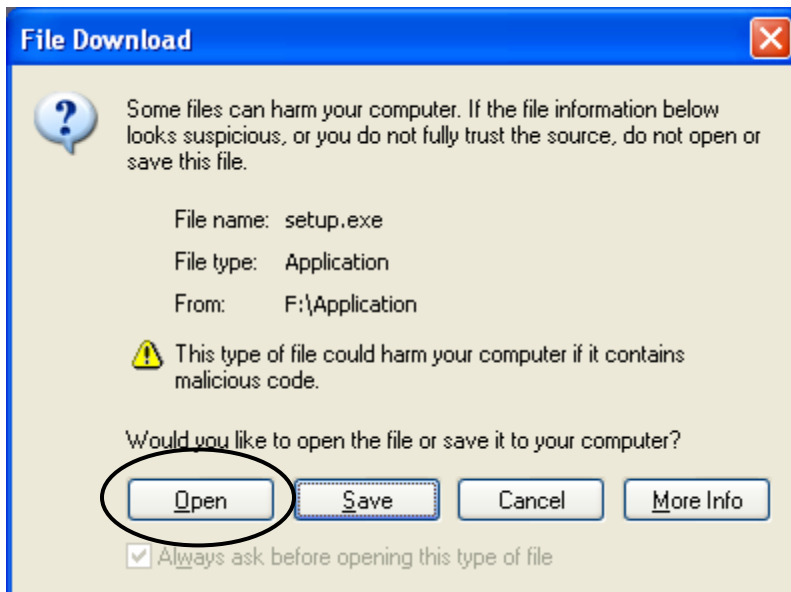 File Download
Some files can harm your computer. If the file information below
looks suspicious, or you do not fully trust the source, do not open or
save this file.
File name: setup.exe
File type: Application
From: F:\Application
This type of file could harm your computer if it contains
malicious code.
Would you like to open the file or save it to your computer?
Open Save Cancel More Info
Always ask before opening this type of file